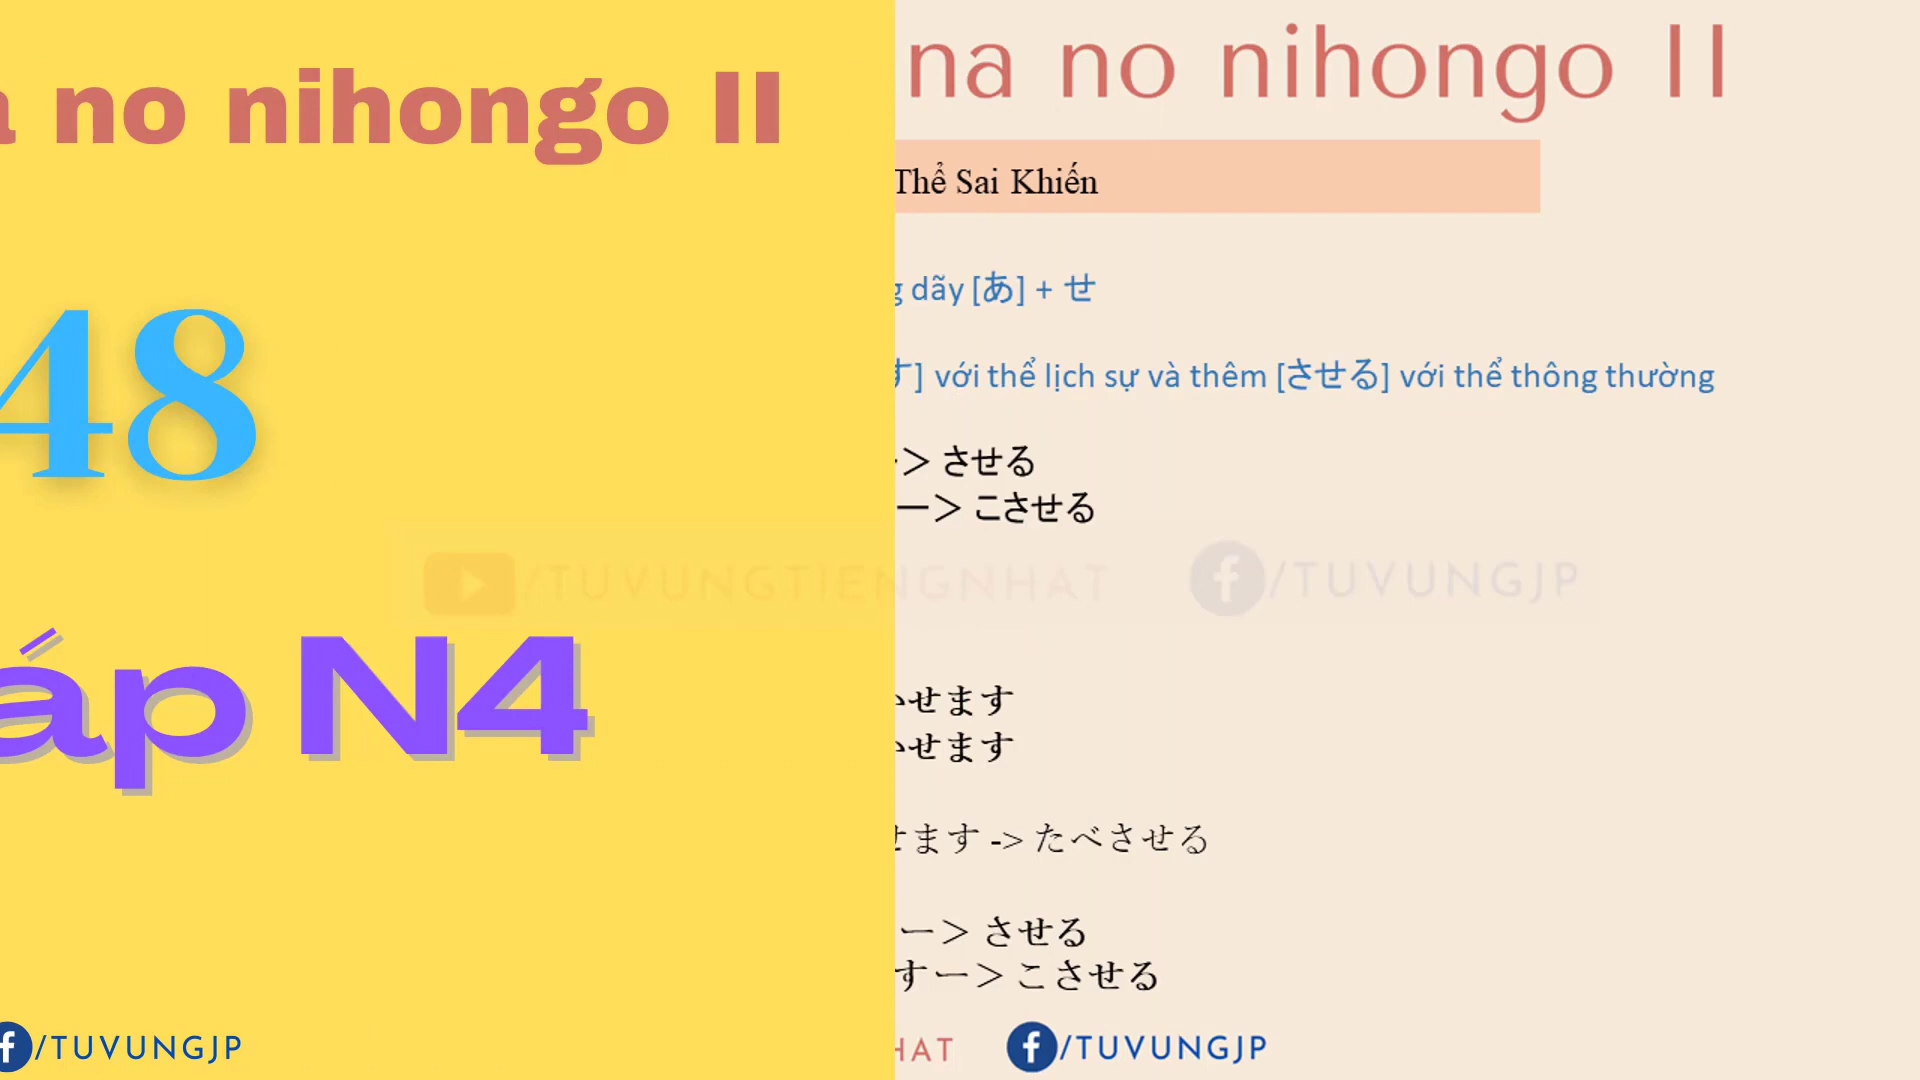 no nihongo II
48
N4
/TUVUNGJP
na no nihongo II
Thể Sai Khiến
dãy [あ] + せ
] với thể lịch sự và thêm [させる] với thể thông thường
> させる
ー> こさせる
/TUVUNGTIENGNHAT /TUVUNGJP
せます
せます
ます -> たべさせる
ー> させる
すー> こさせる
HAT /TUVUNGJP